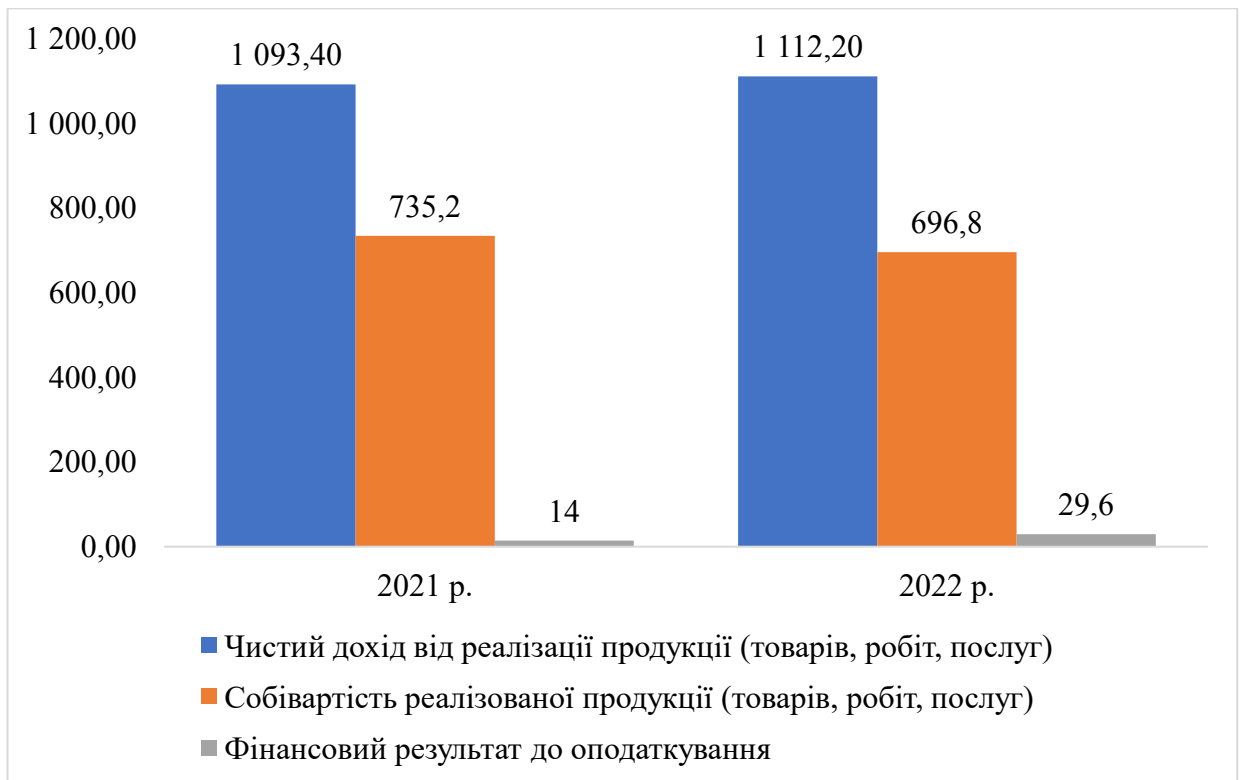 1 200,00
1 000,00
800,00
600,00
400,00
200,00
0,00
1 093,40
735,2
14
1 112,20
696,8
29,6
2021 р.
2022 р.
Чистий дохід від реалізації продукції (товарів, робіт, послуг)
Собівартість реалізованої продукції (товарів, робіт, послуг)
Фінансовий результат до оподаткування